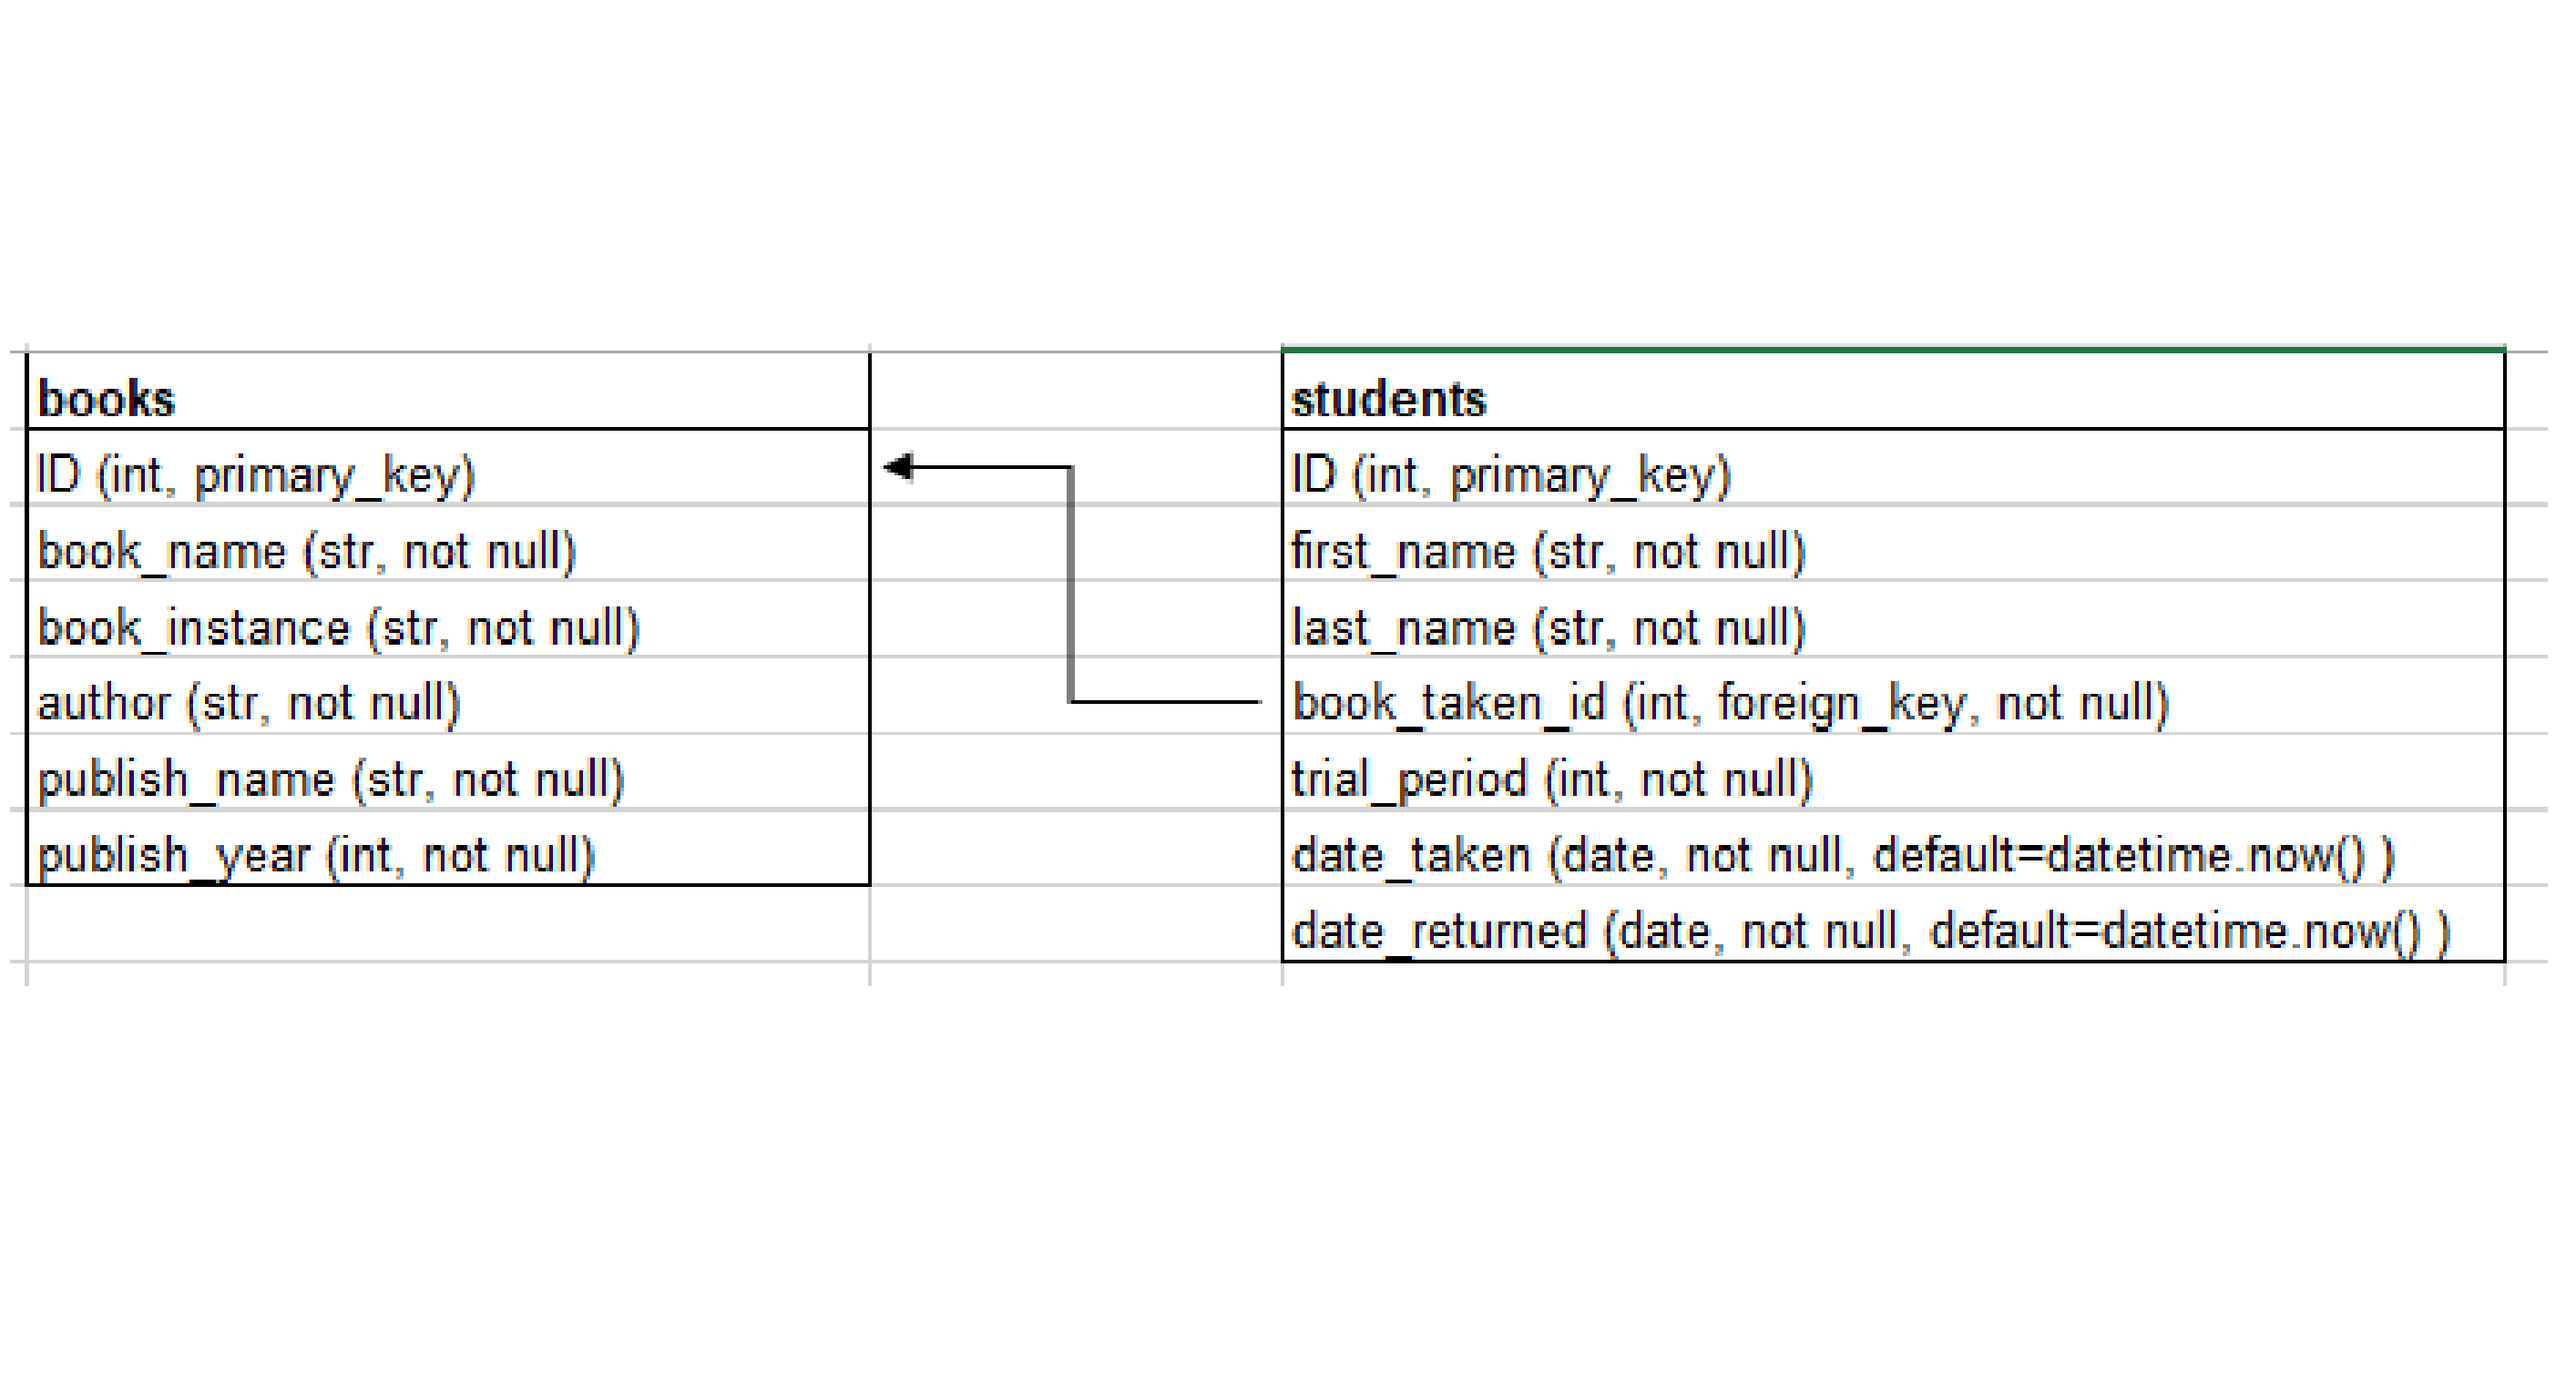 books
ID (int, primary_key)
book_name (str, not null)
book_instance (str, not null)
author (str, not null)
publish_name (str, not null)
publish_year (int, not null)
students
ID (int, primary_key)
first_name (str, not null)
last_name (str, not null)
book_taken_id (int, foreign_key, not null)
trial_period (int, not null)
date_taken (date, not null, default=datetime.now() )
date_returned (date, not null, default=datetime.now() )